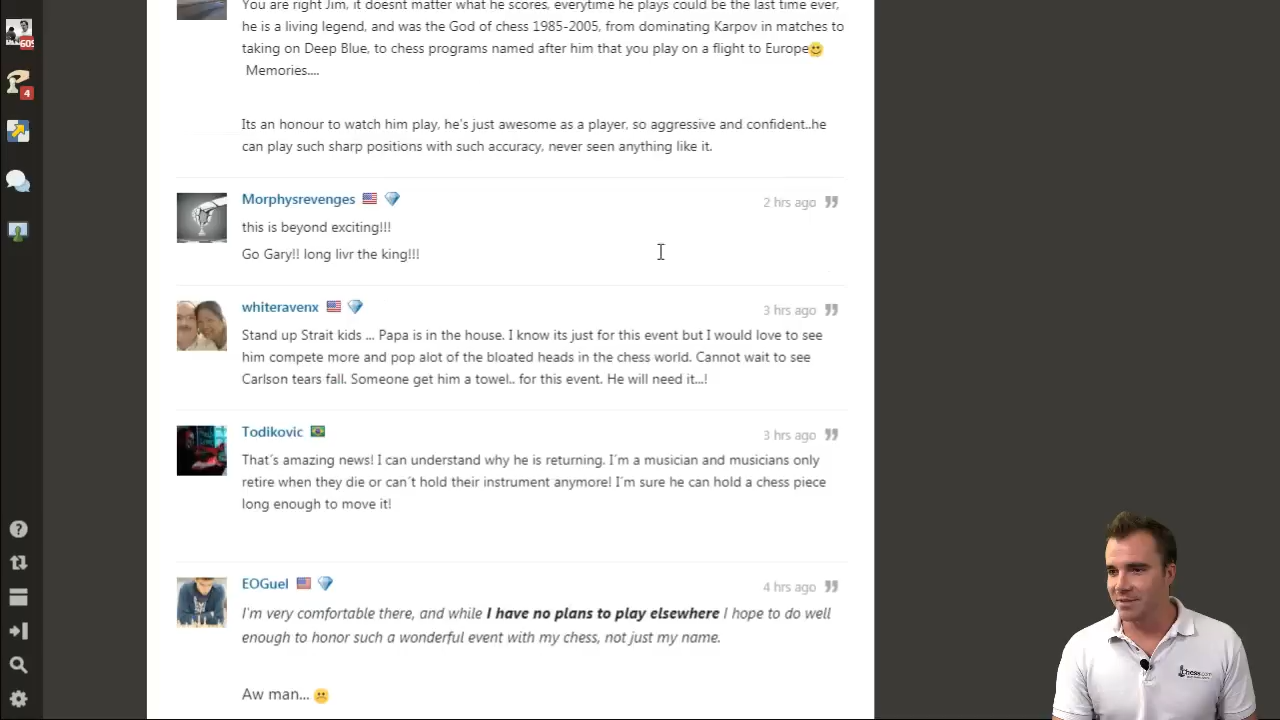 You are right Jim, it doesnt matter what he scores, everytime he plays could be the last time ever,
he is a living legend, and was the God of chess 1985-2005, from dominating Karpov in matches to
taking on Deep Blue, to chess programs named after him that you play on a flight to Europe
Memories....
Its an honour to watch him play, he's just awesome as a player, so aggressive and confident..he
can play such sharp positions with such accuracy, never seen anything like it.
Morphysrevenges
2 hrs ago
this is beyond exciting!!!
Go Gary!! long livr the king!!!
whiteravenx
3 hrs ago
Stand up Strait kids ... Papa is in the house. I know its just for this event but I would love to see
him compete more and pop alot of the bloated heads in the chess world. Cannot wait to see
Carlson tears fall. Someone get him a towel.. for this event. He will need it...!
Todikovic
3 hrs ago
That´s amazing news! I can understand why he is returning. I´m a musician and musicians only
retire when they die or can´t hold their instrument anymore! I´m sure he can hold a chess piece
long enough to move it!
EOGuel
4 hrs ago
I'm very comfortable there, and while I have no plans to play elsewhere I hope to do well
enough to honor such a wonderful event with my chess, not just my name.
Aw man...
4
Chess.com